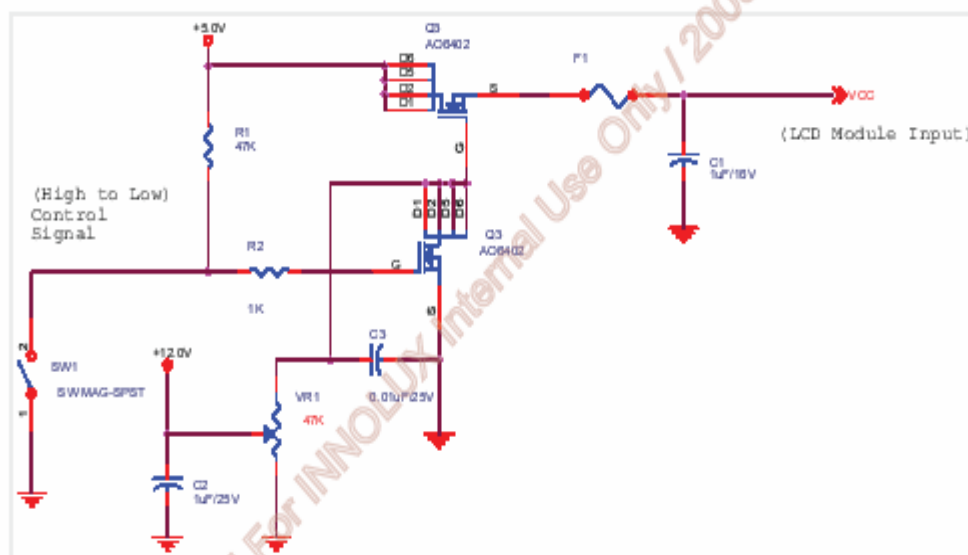 +5.0V
Q5
AO6402
D6
D5
D2
D1
S
G
F1
VCC
(LCD Module Input)
C1
1uF/16V
R1
47K
(High to Low)
Control
Signal
D1
D2
D5
D6
Q3
AO6402
G
S
R2
1K
2
SW1
SWMAG-SPST
1
+12.0V
C3
0.01uF/25V
VR1
47K
C2
1uF/25V
For INNOLUX Internal Use Only / 200